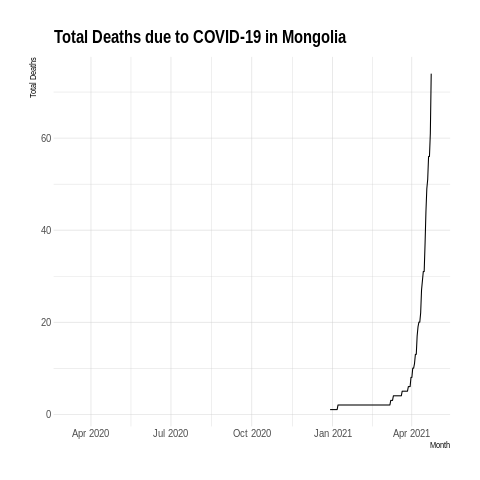 Total Deaths due to COVID-19 in Mongolia
Total Deaths
60
40
20
0
Apr 2020 Jul 2020 Oct 2020 Jan 2021 Apr 2021
Month